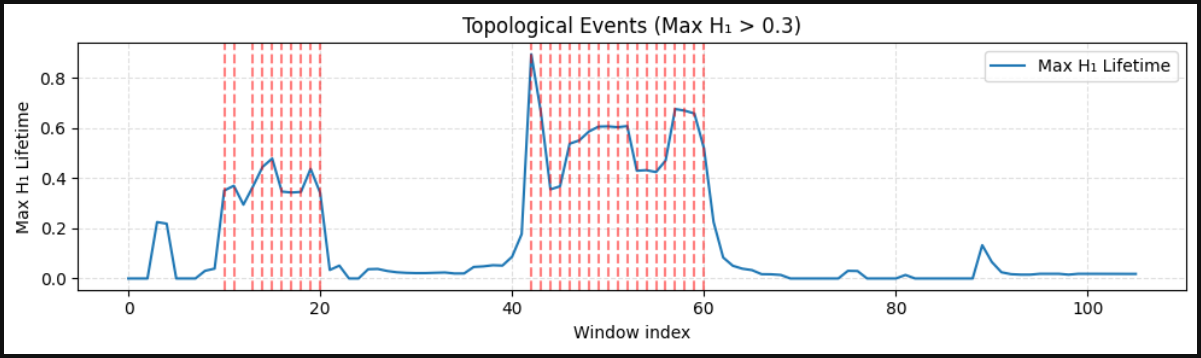 Topological Events (Max H₁ > 0.3)
Max H₁ Lifetime
0.8
0.6
0.4
0.2
0.0
Max H₁ Lifetime
0 20 40 60 80 100
Window index